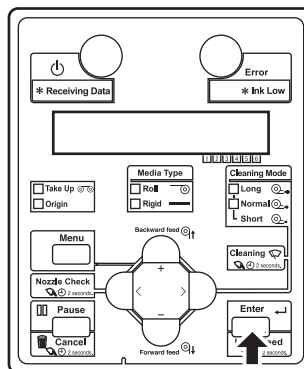 Error
* Receiving Data
* Ink Low
1 2 3 4 5 6
Media Type
Cleaning Mode
Take Up
Origin
Roll
Rigid
Long
Normal
Short
Menu
Backward feed
Cleaning
2 seconds.
Nozzle Check
2 seconds.
+
< >
−
Pause
Enter
Cancel
2 seconds.
Forward feed